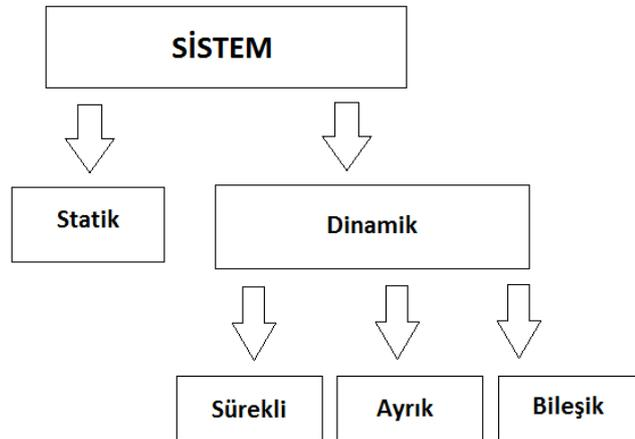 SİSTEM
Statik
Dinamik
Sürekli
Ayrık
Bileşik